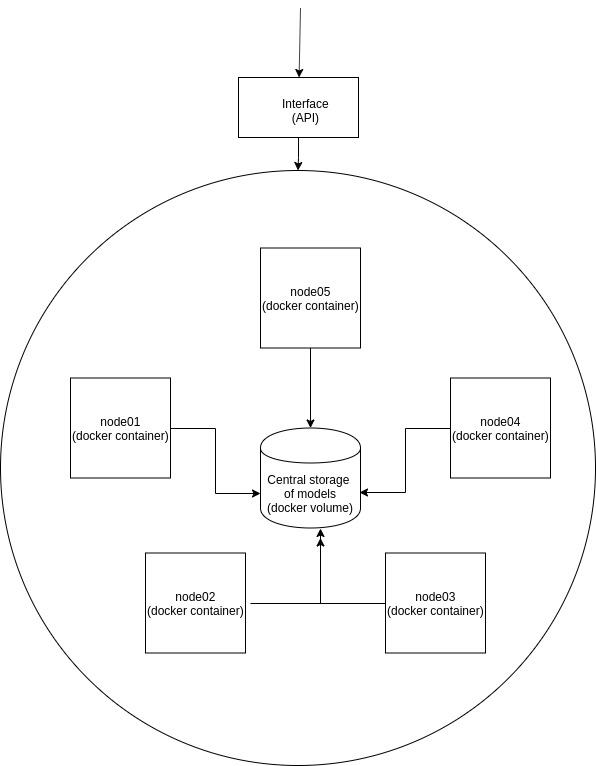 Interface
(API)
node05
(docker container)
node01
(docker container)
node04
(docker container)
Central storage
of models
(docker volume)
node02
(docker container)
node03
(docker container)